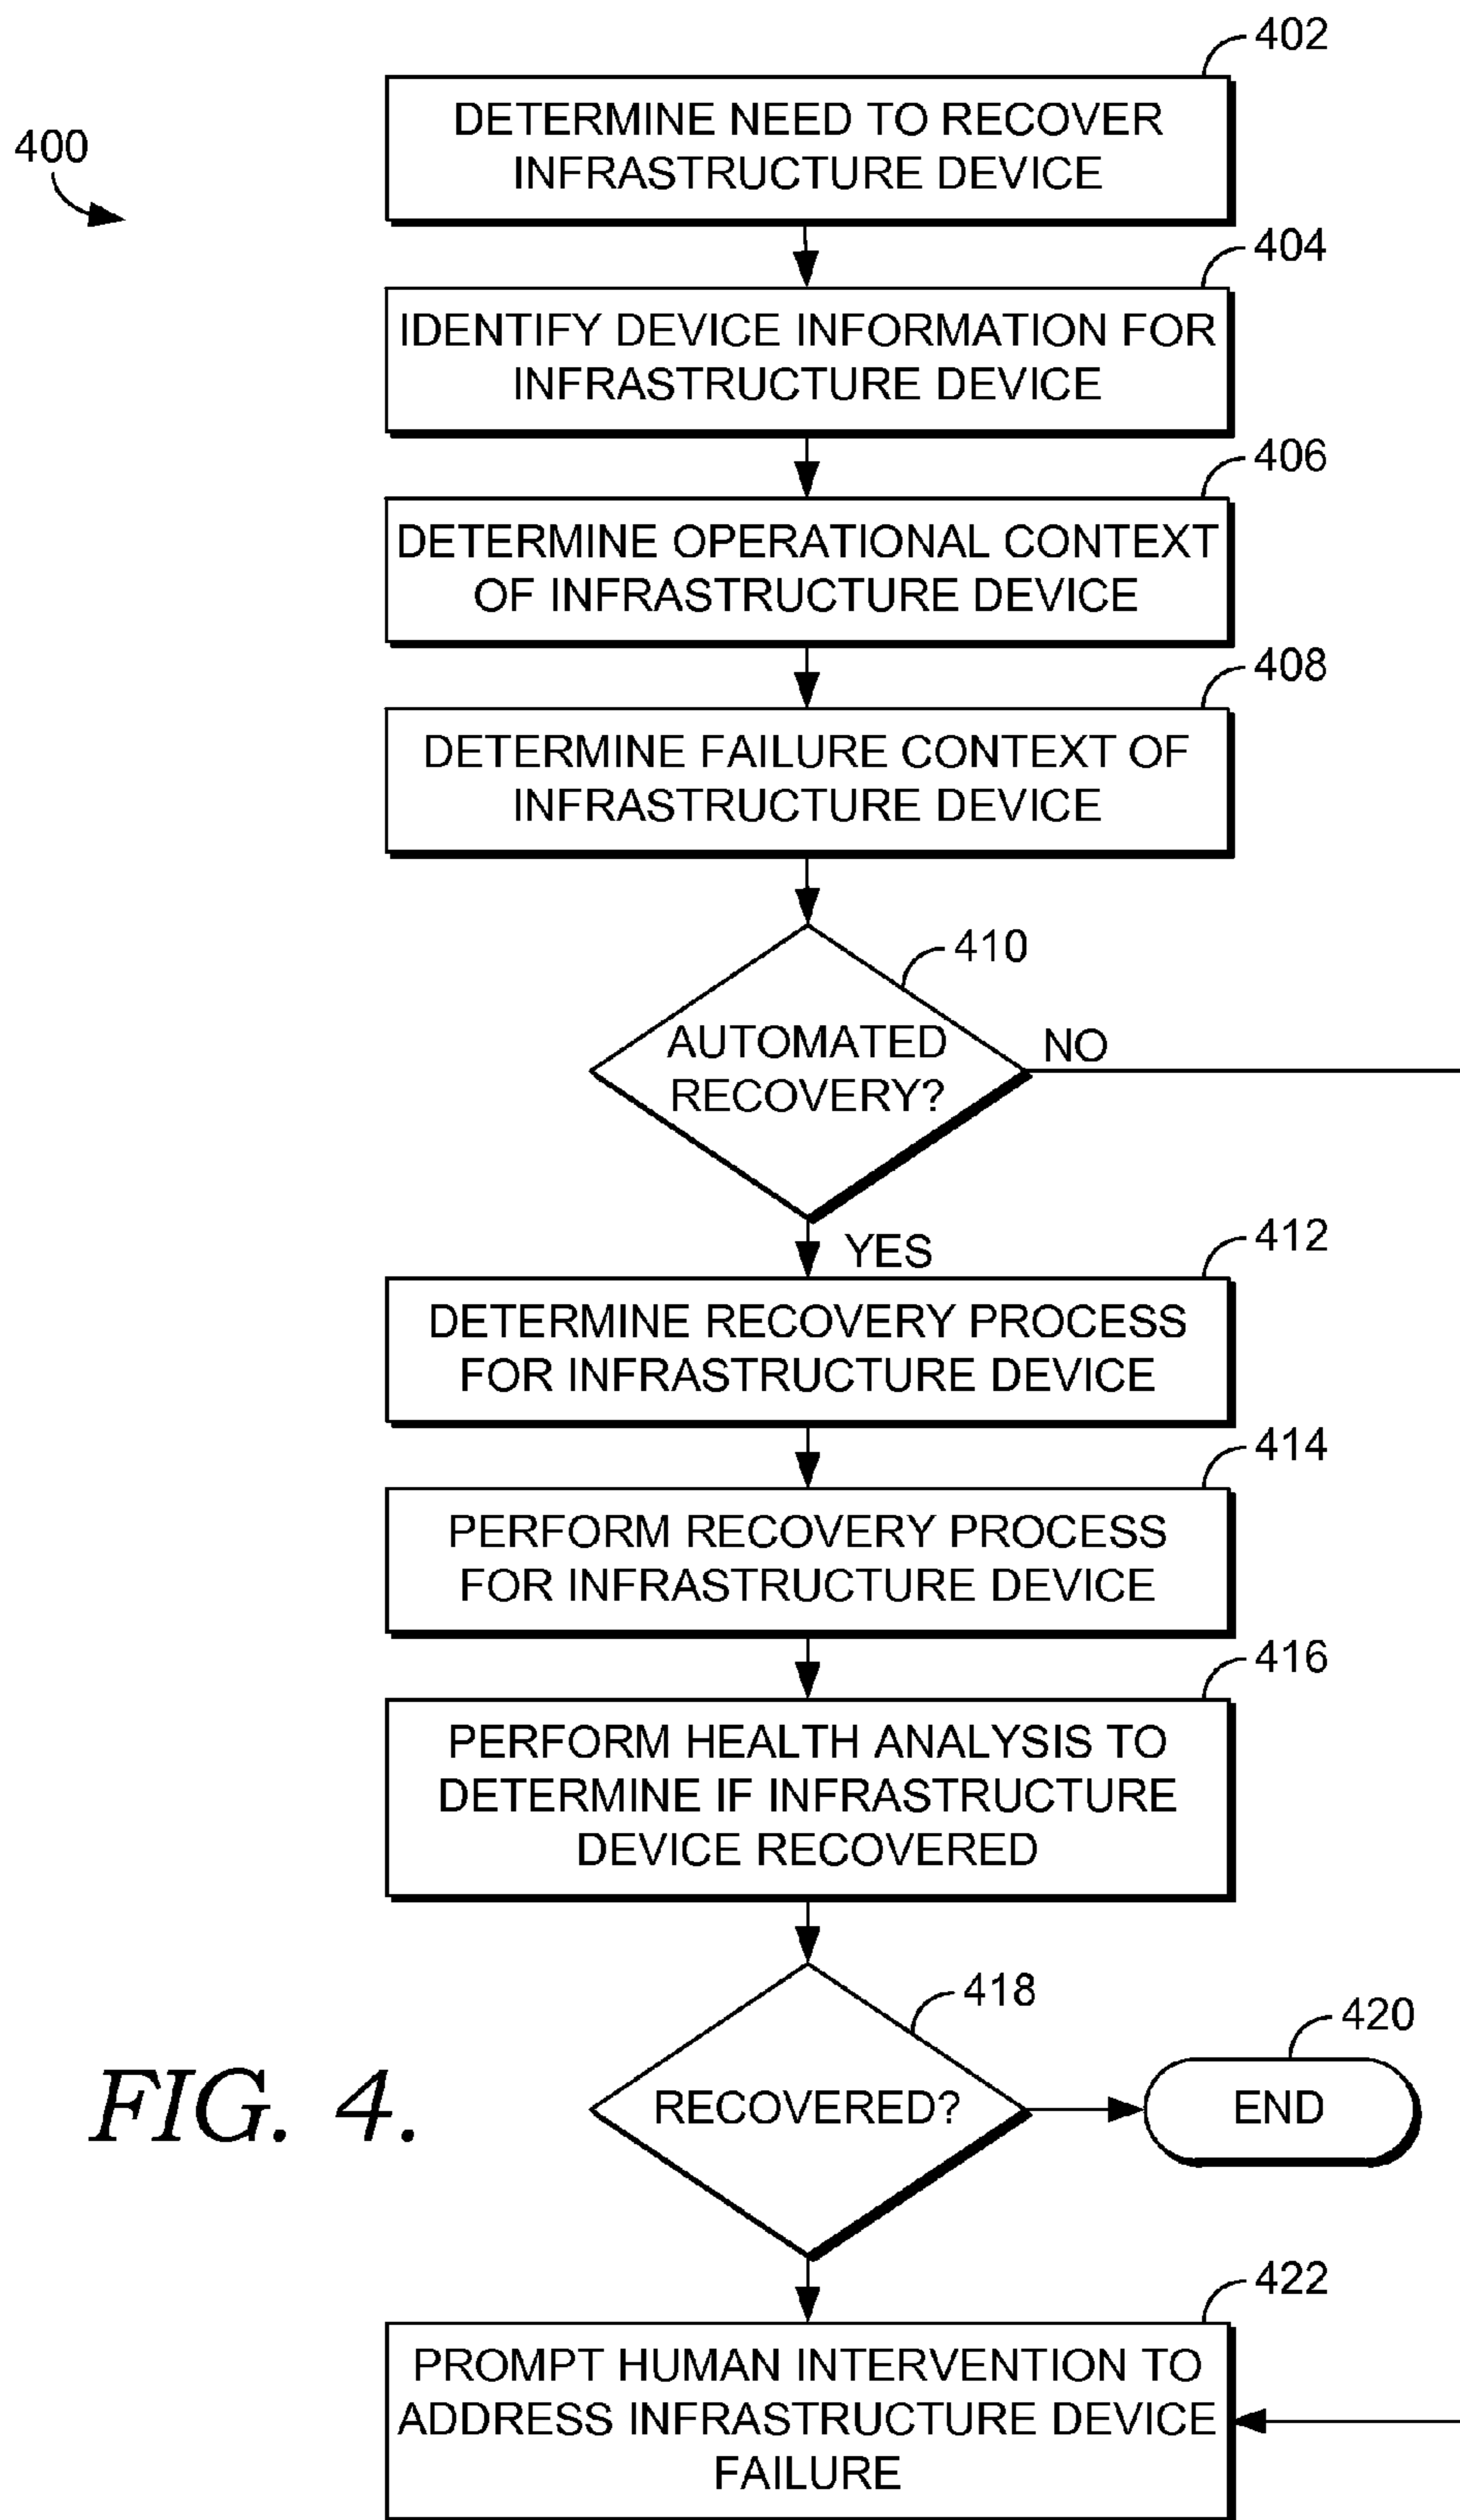 402
400
DETERMINE NEED TO RECOVER
INFRASTRUCTURE DEVICE
404
IDENTIFY DEVICE INFORMATION FOR
INFRASTRUCTURE DEVICE
406
DETERMINE OPERATIONAL CONTEXT
OF INFRASTRUCTURE DEVICE
408
DETERMINE FAILURE CONTEXT OF
INFRASTRUCTURE DEVICE
410
AUTOMATED
RECOVERY?
NO
YES
412
DETERMINE RECOVERY PROCESS
FOR INFRASTRUCTURE DEVICE
414
PERFORM RECOVERY PROCESS
FOR INFRASTRUCTURE DEVICE
416
PERFORM HEALTH ANALYSIS TO
DETERMINE IF INFRASTRUCTURE
DEVICE RECOVERED
418
RECOVERED?
420
END
FIG. 4.
422
PROMPT HUMAN INTERVENTION TO
ADDRESS INFRASTRUCTURE DEVICE
FAILURE